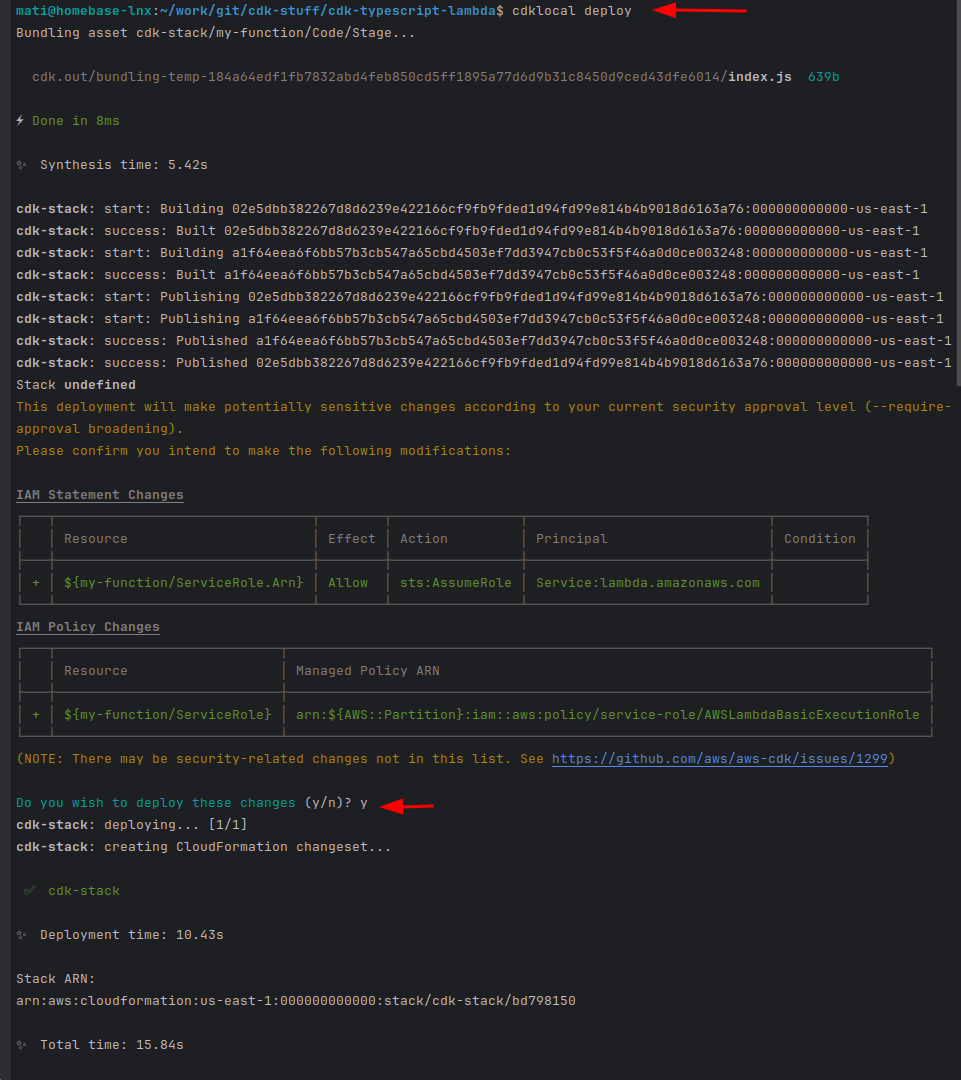 mati@homebase-lnx:~/work/git/cdk-stuff/cdk-typescript-lambda$ cdklocal deploy
Bundling asset cdk-stack/my-function/Code/Stage...
cdk.out/bundling-temp-184a64edf1fb7832abd4feb850cd5ff1895a77d6d9b31c8450d9ced43dfe6014/index.js 639b
⚡ Done in 8ms
✨ Synthesis time: 5.42s
cdk-stack: start: Building 02e5dbb382267d8d6239e422166cf9fb9fded1d94fd99e814b4b9018d6163a76:000000000000-us-east-1
cdk-stack: success: Built 02e5dbb382267d8d6239e422166cf9fb9fded1d94fd99e814b4b9018d6163a76:000000000000-us-east-1
cdk-stack: start: Building a1f64eea6f6bb57b3cb547a65cbd4503ef7dd3947cb0c53f5f46a0d0ce003248:000000000000-us-east-1
cdk-stack: success: Built a1f64eea6f6bb57b3cb547a65cbd4503ef7dd3947cb0c53f5f46a0d0ce003248:000000000000-us-east-1
cdk-stack: start: Publishing 02e5dbb382267d8d6239e422166cf9fb9fded1d94fd99e814b4b9018d6163a76:000000000000-us-east-1
cdk-stack: start: Publishing a1f64eea6f6bb57b3cb547a65cbd4503ef7dd3947cb0c53f5f46a0d0ce003248:000000000000-us-east-1
cdk-stack: success: Published a1f64eea6f6bb57b3cb547a65cbd4503ef7dd3947cb0c53f5f46a0d0ce003248:000000000000-us-east-1
cdk-stack: success: Published 02e5dbb382267d8d6239e422166cf9fb9fded1d94fd99e814b4b9018d6163a76:000000000000-us-east-1
Stack undefined
This deployment will make potentially sensitive changes according to your current security approval level (--require-
approval broadening).
Please confirm you intend to make the following modifications:
IAM Statement Changes
Resource Effect Action Principal Condition
+ ${my-function/ServiceRole.Arn} Allow sts:AssumeRole Service:lambda.amazonaws.com
IAM Policy Changes
Resource Managed Policy ARN
+ ${my-function/ServiceRole} arn:${AWS::Partition}:iam::aws:policy/service-role/AWSLambdaBasicExecutionRole
(NOTE: There may be security-related changes not in this list. See https://github.com/aws/aws-cdk/issues/1299)
Do you wish to deploy these changes (y/n)? y
cdk-stack: deploying... [1/1]
cdk-stack: creating CloudFormation changeset...
✅ cdk-stack
✨ Deployment time: 10.43s
Stack ARN:
arn:aws:cloudformation:us-east-1:000000000000:stack/cdk-stack/bd798150
✨ Total time: 15.84s